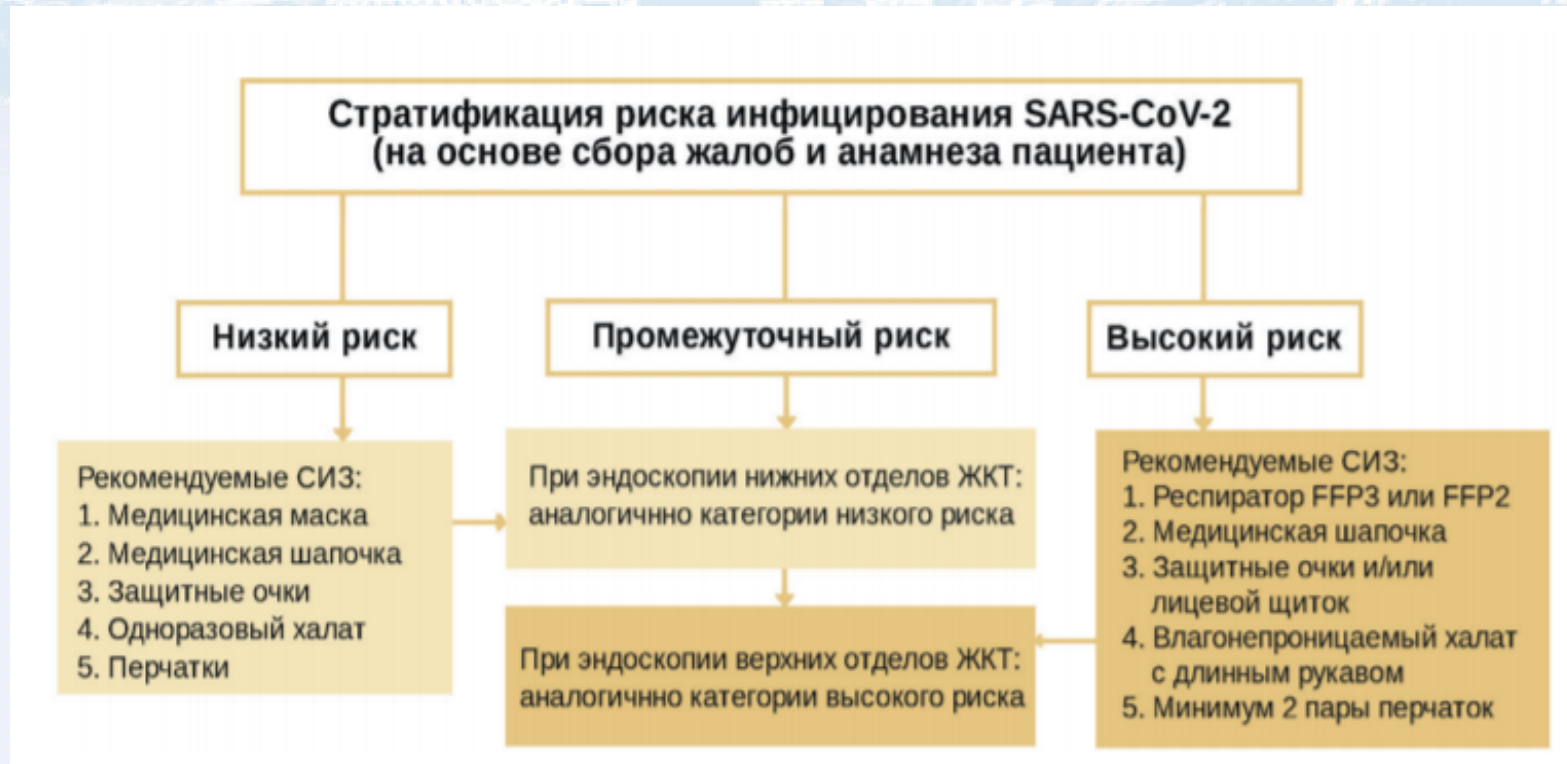 Стратификация риска инфицирования SARS-CoV-2
(на основе сбора жалоб и анамнеза пациента)
Низкий риск
Промежуточный риск
Высокий риск
Рекомендуемые СИЗ:
1. Медицинская маска
2. Медицинская шапочка
3. Защитные очки
4. Одноразовый халат
5. Перчатки
При эндоскопии нижних отделов ЖКТ:
аналогичнно категории низкого риска
При эндоскопии верхних отделов ЖКТ:
аналогичнно категории высокого риска
Рекомендуемые СИЗ:
1. Респиратор FFP3 или FFP2
2. Медицинская шапочка
3. Защитные очки и/или
лицевой щиток
4. Влагонепроницаемый халат
с длинным рукавом
5. Минимум 2 пары перчаток